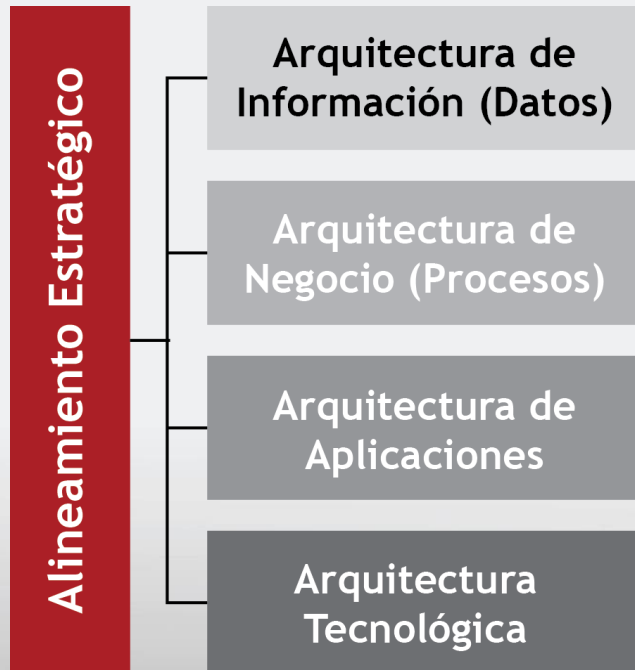 Alineamiento Estratégico
Arquitectura de
Información (Datos)
Arquitectura de
Negocio (Procesos)
Arquitectura de
Aplicaciones
Arquitectura
Tecnológica